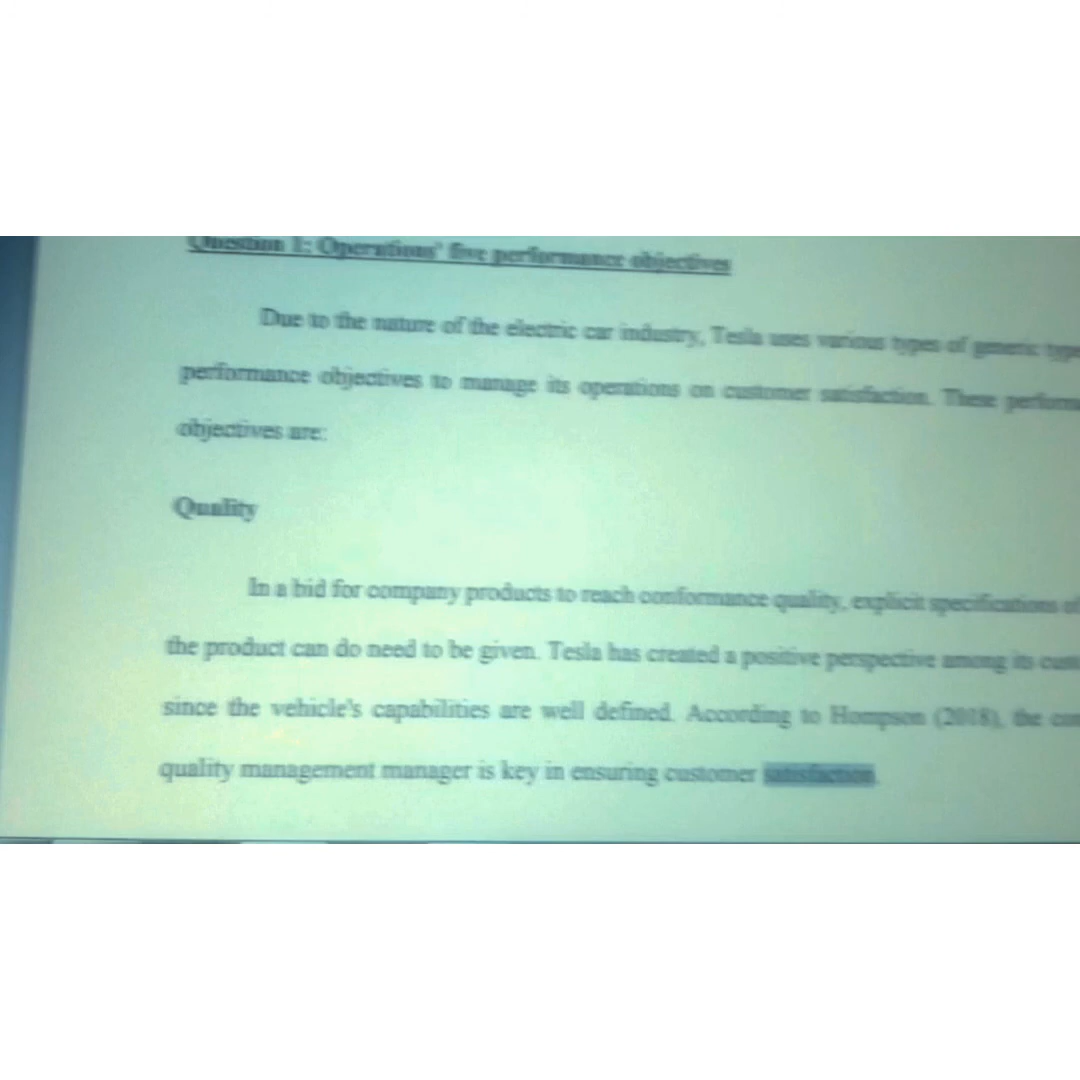 Question 1: Operations' five performance objectives
Due to the nature of the electric car industry, Tesla uses various types of generic
performance objectives to manage its operations on customer satisfaction. These
objectives are:
Quality
In a bid for company products to reach conformance quality, explicit specifications
the product can do need to be given. Tesla has created a positive perspective among its
since the vehicle's capabilities are well defined. According to Hompson (2018), the
quality management manager is key in ensuring customer satisfaction.